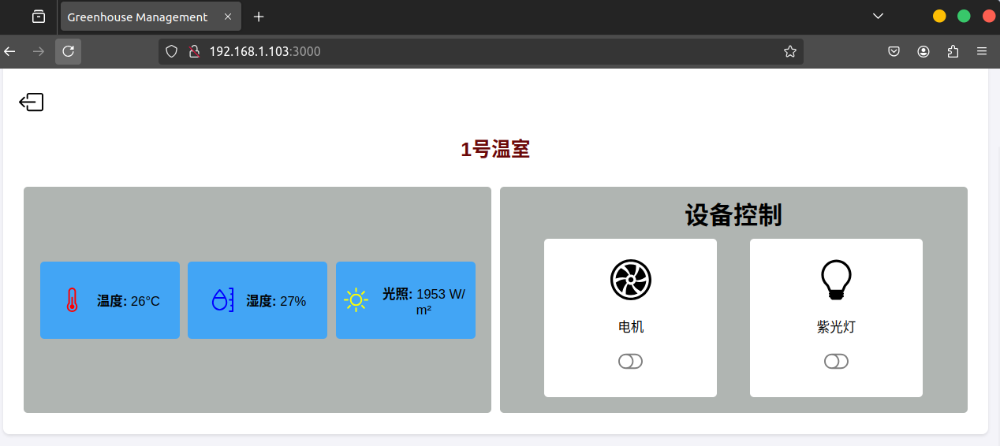 Greenhouse Management
192.168.1.103:3000
1号温室
温度: 26°C
湿度: 27%
光照: 1953 W/
m²
设备控制
电机
紫光灯